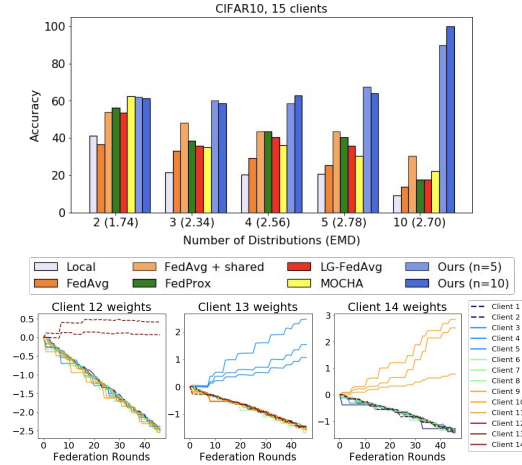 CIFAR10, 15 clients
Accuracy
100
80
60
40
20
0
2 (1.74) 3 (2.34) 4 (2.56) 5 (2.78) 10 (2.70)
Number of Distributions (EMD)
Local FedAvg + shared LG-FedAvg Ours (n=5)
FedAvg FedProx MOCHA Ours (n=10)
Client 12 weights Client 13 weights Client 14 weights
0.5
0.0
−0.5
−1.0
−1.5
−2.0
−2.5
0 20 40
Federation Rounds
2
1
0
−1
0 20 40
Federation Rounds
3
2
1
0
−1
0 20 40
Federation Rounds
Client 1
Client 2
Client 3
Client 4
Client 5
Client 6
Client 7
Client 8
Client 9
Client 10
Client 11
Client 12
Client 13
Client 14